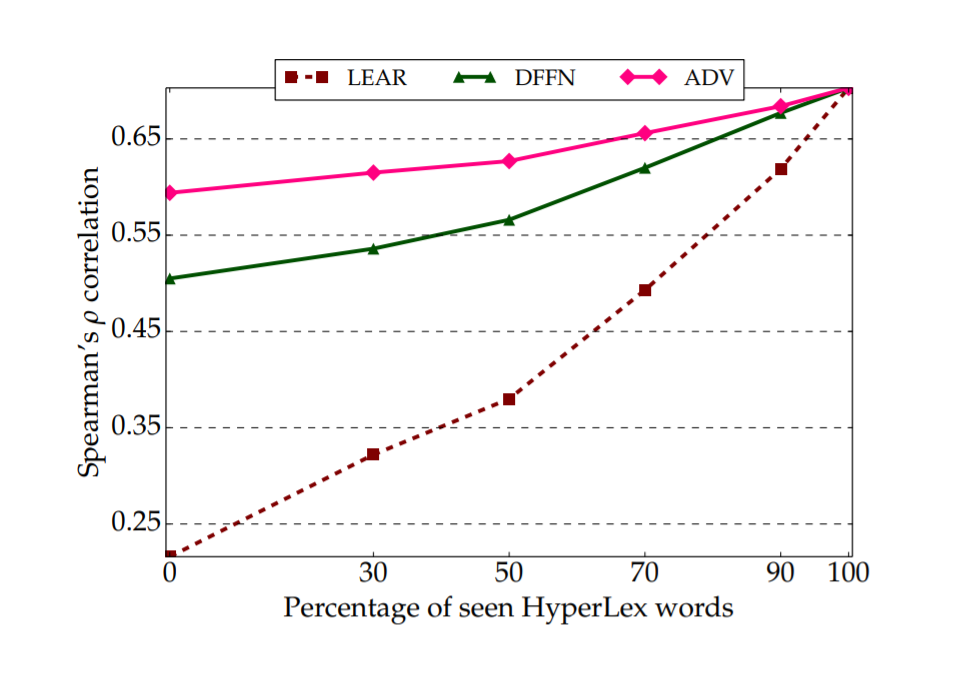 LEAR DFFN ADV
0.65
0.55
0.45
0.35
0.25
Spearman's ρ correlation
0 30 50 70 90 100
Percentage of seen HyperLex words